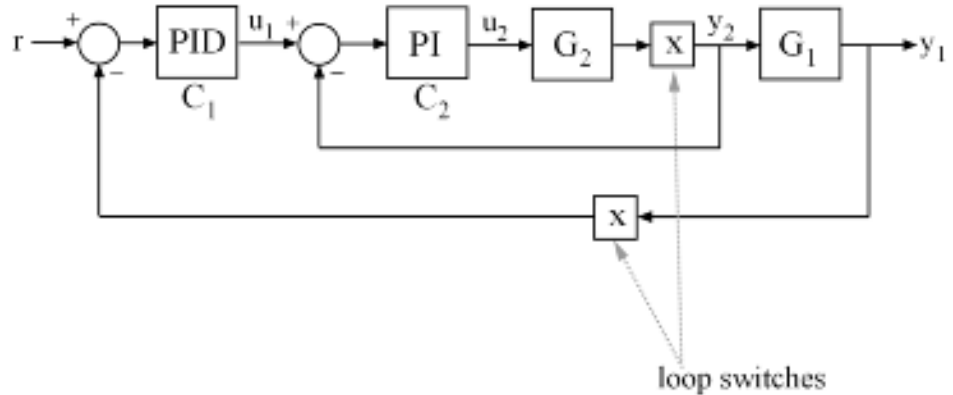 r + − PID u₁ + − PI u₂ G₂ x y₂ G₁ y₁
C₁ C₂
x
loop switches